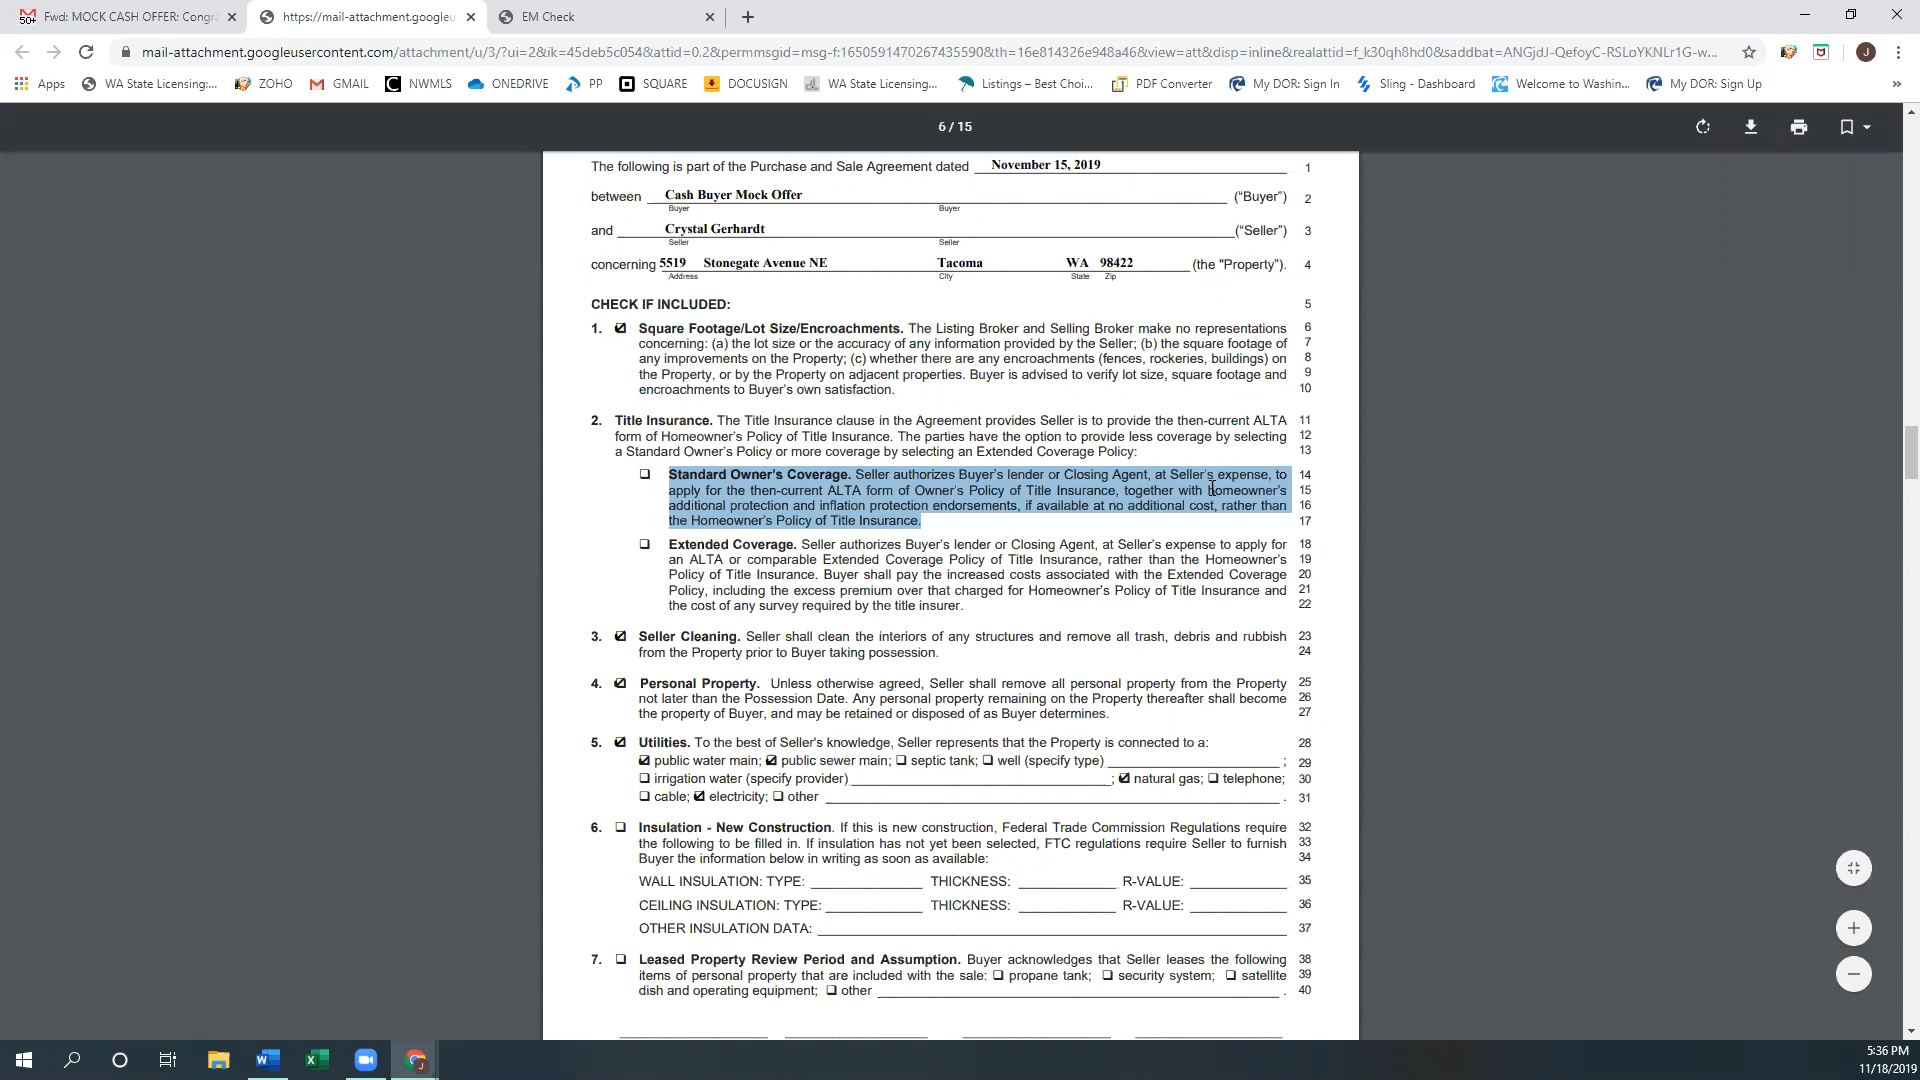 50+ Fwd: MOCK CASH OFFER: Congra
https://mail-attachment.googleu
EM Check
mail-attachment.googleusercontent.com/attachment/u/3/?ui=2&ik=45deb5c054&attid=0.2&permmsgid=msg-f:1650591470267435590&th=16e814326e948a46&view=att&disp=inline&realattid=f_k30qh8hd0&saddbat=ANGjdJ-QefoyC-RSLoYKNLr1G-w...
J
Apps WA State Licensing:... ZOHO GMAIL NWMLS ONEDRIVE PP SQUARE DOCUSIGN WA State Licensing... Listings – Best Choi... PDF Converter My DOR: Sign In Sling - Dashboard Welcome to Washin... My DOR: Sign Up »
6 / 15
The following is part of the Purchase and Sale Agreement dated November 15, 2019 1
between Cash Buyer Mock Offer (“Buyer”) 2
Buyer Buyer
and Crystal Gerhardt (“Seller”) 3
Seller Seller
concerning 5519 Stonegate Avenue NE Tacoma WA 98422 (the "Property”). 4
Address City State Zip
CHECK IF INCLUDED: 5
1. Square Footage/Lot Size/Encroachments. The Listing Broker and Selling Broker make no representations 6
concerning: (a) the lot size or the accuracy of any information provided by the Seller; (b) the square footage of 7
any improvements on the Property; (c) whether there are any encroachments (fences, rockeries, buildings) on 8
the Property, or by the Property on adjacent properties. Buyer is advised to verify lot size, square footage and 9
encroachments to Buyer’s own satisfaction. 10
2. Title Insurance. The Title Insurance clause in the Agreement provides Seller is to provide the then-current ALTA 11
form of Homeowner’s Policy of Title Insurance. The parties have the option to provide less coverage by selecting 12
a Standard Owner’s Policy or more coverage by selecting an Extended Coverage Policy: 13
Standard Owner’s Coverage. Seller authorizes Buyer’s lender or Closing Agent, at Seller’s expense, to 14
apply for the then-current ALTA form of Owner’s Policy of Title Insurance, together with homeowner’s 15
additional protection and inflation protection endorsements, if available at no additional cost, rather than 16
the Homeowner’s Policy of Title Insurance. 17
Extended Coverage. Seller authorizes Buyer’s lender or Closing Agent, at Seller’s expense to apply for 18
an ALTA or comparable Extended Coverage Policy of Title Insurance, rather than the Homeowner’s 19
Policy of Title Insurance. Buyer shall pay the increased costs associated with the Extended Coverage 20
Policy, including the excess premium over that charged for Homeowner’s Policy of Title Insurance and 21
the cost of any survey required by the title insurer. 22
3. Seller Cleaning. Seller shall clean the interiors of any structures and remove all trash, debris and rubbish 23
from the Property prior to Buyer taking possession. 24
4. Personal Property. Unless otherwise agreed, Seller shall remove all personal property from the Property 25
not later than the Possession Date. Any personal property remaining on the Property thereafter shall become 26
the property of Buyer, and may be retained or disposed of as Buyer determines. 27
5. Utilities. To the best of Seller's knowledge, Seller represents that the Property is connected to a: 28
public water main; public sewer main; septic tank; well (specify type) ; 29
irrigation water (specify provider) ; natural gas; telephone; 30
cable; electricity; other . 31
6. Insulation - New Construction. If this is new construction, Federal Trade Commission Regulations require 32
the following to be filled in. If insulation has not yet been selected, FTC regulations require Seller to furnish 33
Buyer the information below in writing as soon as available: 34
WALL INSULATION: TYPE: THICKNESS: R-VALUE: 35
CEILING INSULATION: TYPE: THICKNESS: R-VALUE: 36
OTHER INSULATION DATA: 37
7. Leased Property Review Period and Assumption. Buyer acknowledges that Seller leases the following 38
items of personal property that are included with the sale: propane tank; security system; satellite 39
dish and operating equipment; other . 40
5:36 PM
11/18/2019